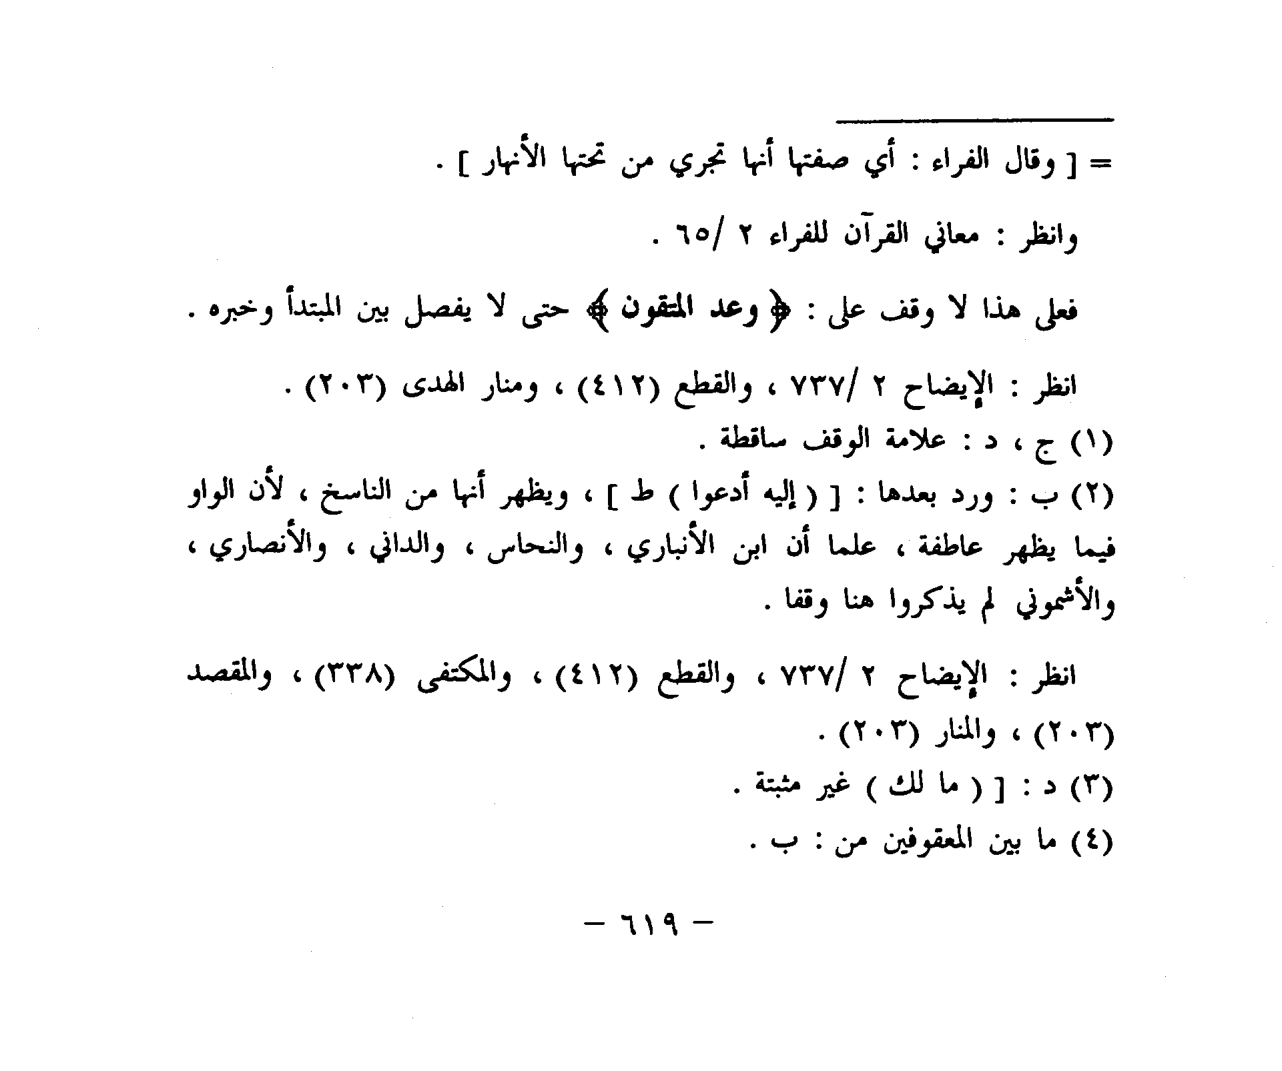 = [ وقال الفراء : أي صفتها أنها تجري من تحتها الأنهار ] .
وانظر : معاني القرآن للفراء ٢ /٦٥ .
فعلى هذا لا وقف على : ﴿ وعد المتقون ﴾ حتى لا يفصل بين المبتدأ وخبره .
انظر : الإيضاح ٢ /٧٣٧ ، والقطع (٤١٢) ، ومنار الهدى (٢٠٣) .
(١) ج ، د : علامة الوقف ساقطة .
(٢) ب : ورد بعدها : [ ( إليه أدعوا ) ط ] ، ويظهر أنها من الناسخ ، لأن الواو
فيما يظهر عاطفة ، علما أن ابن الأنباري ، والنحاس ، والداني ، والأنصاري ،
والأشموني لم يذكروا هنا وقفا .
انظر : الإيضاح ٢ /٧٣٧ ، والقطع (٤١٢) ، والمكتفى (٣٣٨) ، والمقصد
(٢٠٣) ، والمنار (٢٠٣) .
(٣) د : [ ( ما لك ) غير مثبتة .
(٤) ما بين المعقوفين من : ب .
– ٦١٩ –